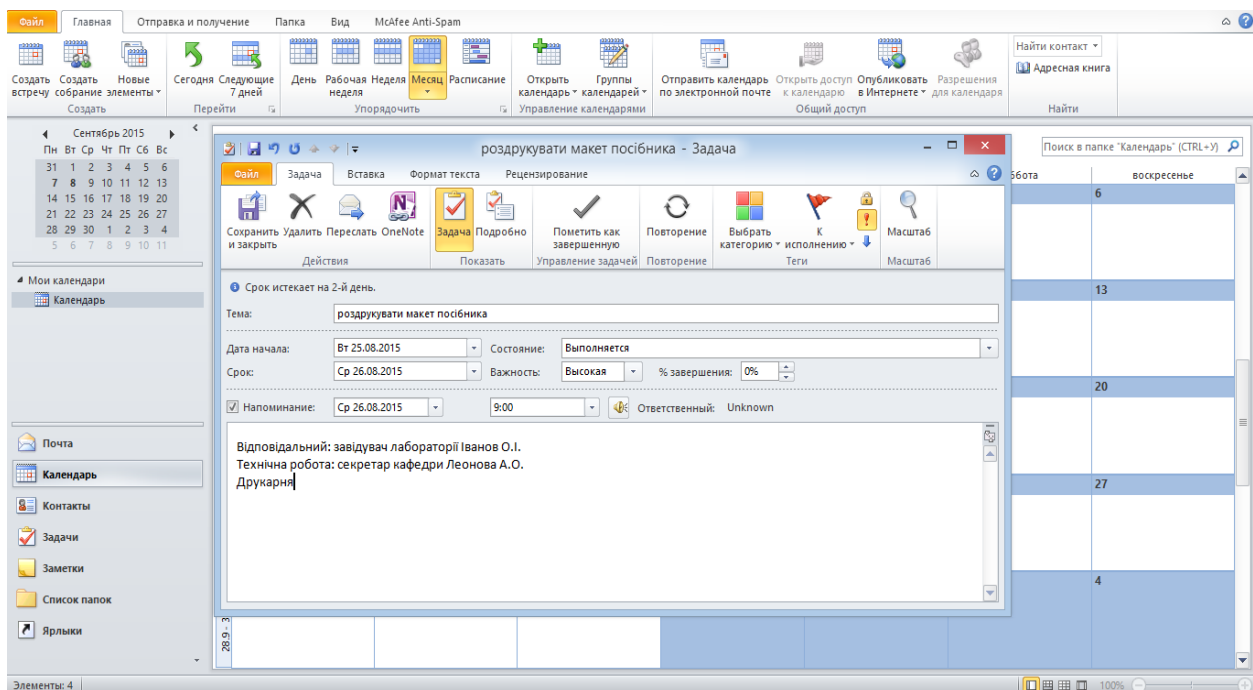 Файл Главная Отправка и получение Папка Вид McAfee Anti-Spam
Создать встречу
Создать собрание
Новые элементы
Создать
Сегодня
Следующие 7 дней
Перейти
День
Рабочая неделя
Неделя
Месяц
Расписание
Упорядочить
Открыть календарь
Группы календарей
Управление календарями
Отправить календарь по электронной почте
Открыть доступ к календарю
Опубликовать в Интернете
Разрешения для календаря
Общий доступ
Найти контакт
Адресная книга
Найти
Сентябрь 2015
Пн Вт Ср Чт Пт Сб Вс
31 1 2 3 4 5 6
7 8 9 10 11 12 13
14 15 16 17 18 19 20
21 22 23 24 25 26 27
28 29 30 1 2 3 4
5 6 7 8 9 10 11
Мои календари
Календарь
Почта
Календарь
Контакты
Задачи
Заметки
Список папок
Ярлыки
Элементы: 4
роздрукувати макет посібника - Задача
Файл Задача Вставка Формат текста Рецензирование
Сохранить и закрыть
Удалить
Переслать
OneNote
Действия
Задача
Подробно
Показать
Пометить как завершенную
Управление задачей
Повторение
Повторение
Выбрать категорию
К исполнению
Теги
Масштаб
Масштаб
Срок истекает на 2-й день.
Тема: роздрукувати макет посібника
Дата начала: Вт 25.08.2015 Состояние: Выполняется
Срок: Ср 26.08.2015 Важность: Высокая % завершения: 0%
Напоминание: Ср 26.08.2015 9:00 Ответственный: Unknown
Відповідальний: завідувач лабораторії Іванов О.І.
Технічна робота: секретар кафедри Леонова А.О.
Друкарня
Поиск в папке "Календарь" (CTRL+У)
воскресенье
6
13
20
27
4
100%